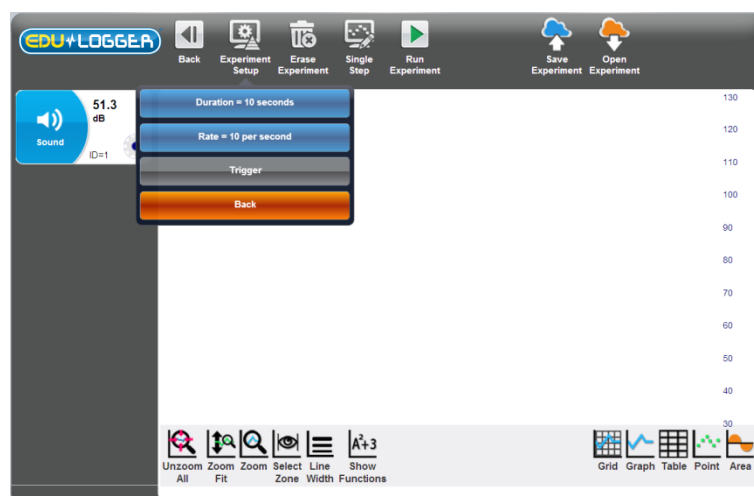 EDU LOGGER
Back
Experiment
Setup
Erase
Experiment
Single
Step
Run
Experiment
Save
Experiment
Open
Experiment
Sound
51.3
dB
ID=1
Duration = 10 seconds
Rate = 10 per second
Trigger
Back
130
120
110
100
90
80
70
60
50
40
30
Unzoom
All
Zoom
Fit
Zoom
Select
Zone
Line
Width
A²+3
Show
Functions
Grid
Graph
Table
Point
Area